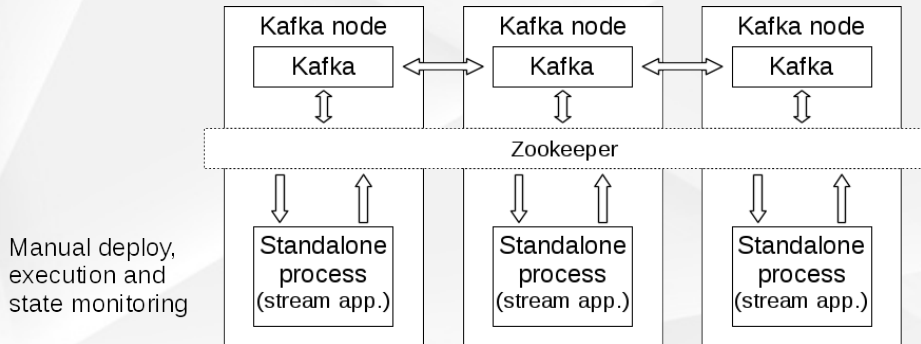 Kafka node
Kafka node
Kafka node
Kafka
Kafka
Kafka
Zookeeper
Manual deploy,
execution and
state monitoring
Standalone
process
(stream app.)
Standalone
process
(stream app.)
Standalone
process
(stream app.)